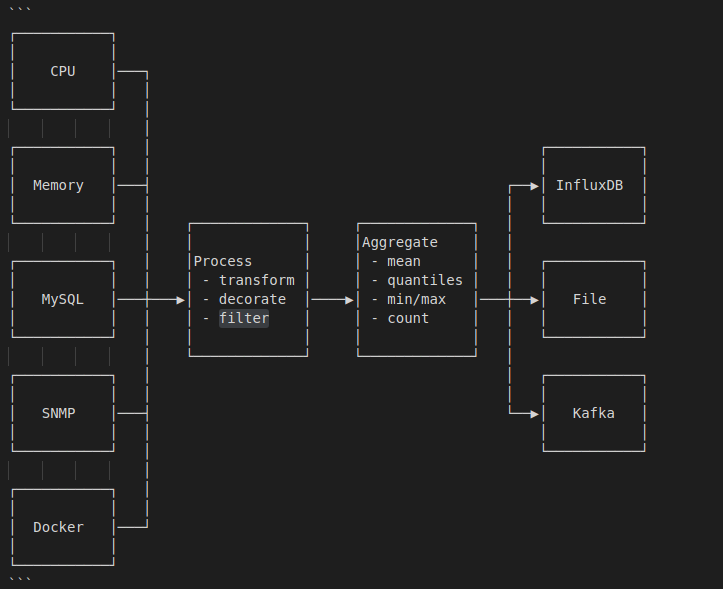 ```
CPU
Memory
MySQL
SNMP
Docker
Process
- transform
- decorate
- filter
Aggregate
- mean
- quantiles
- min/max
- count
InfluxDB
File
Kafka
```